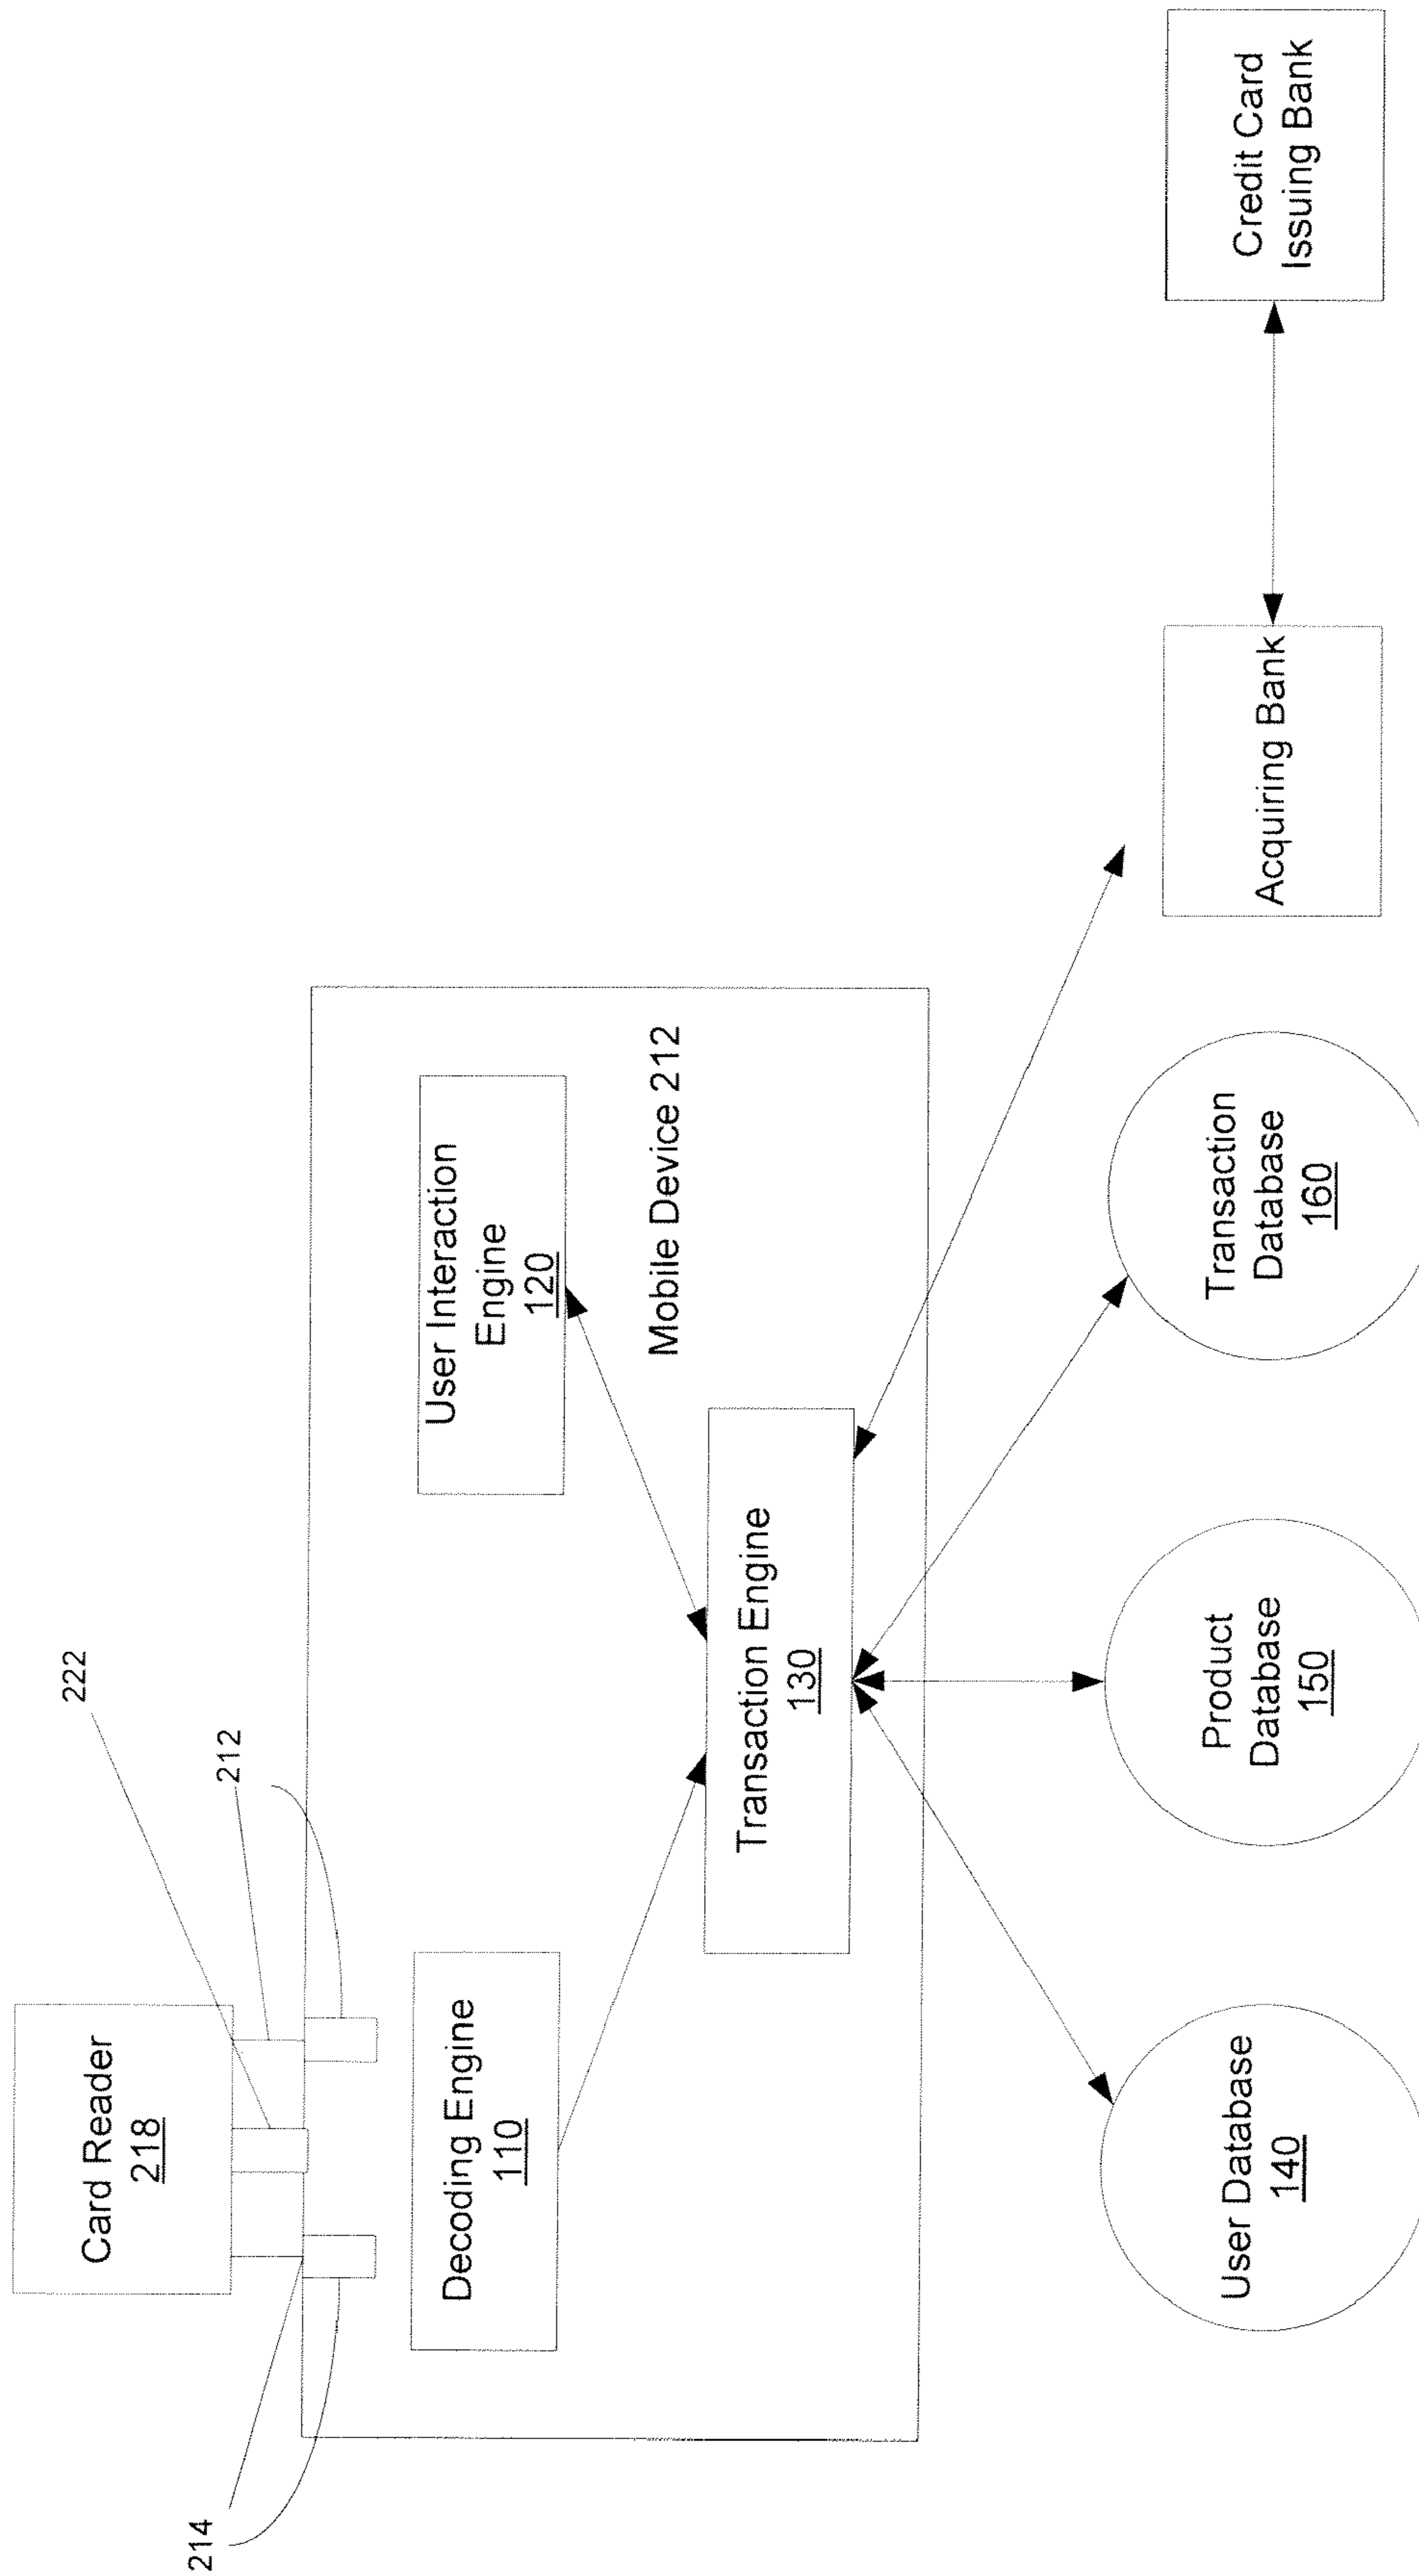 222
212
214
Card Reader
218
Decoding Engine
110
User Interaction
Engine
120
Mobile Device 212
Transaction Engine
130
User Database
140
Product
Database
150
Transaction
Database
160
Acquiring Bank
Credit Card
Issuing Bank